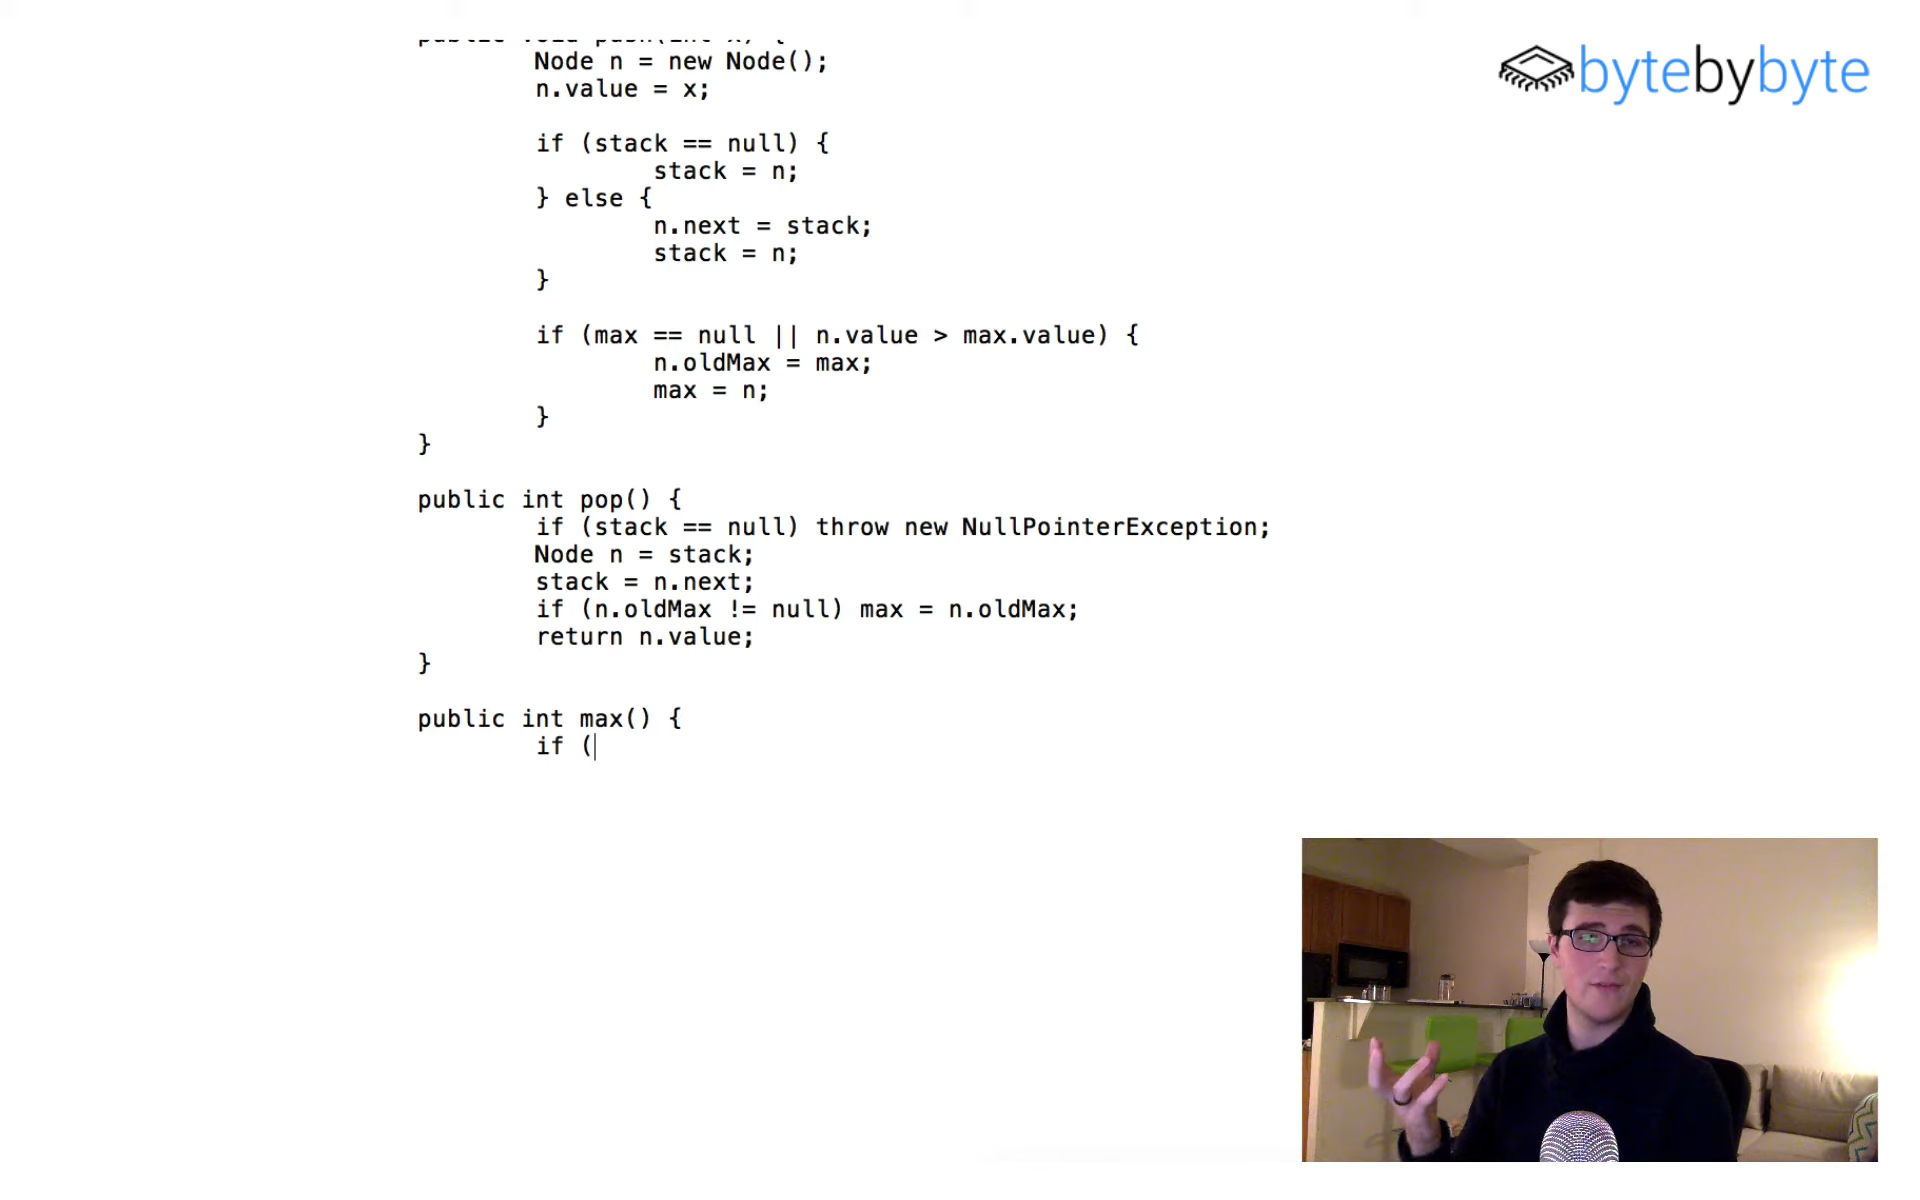 bytebybyte
Node n = new Node();
n.value = x;
if (stack == null) {
stack = n;
} else {
n.next = stack;
stack = n;
}
if (max == null || n.value > max.value) {
n.oldMax = max;
max = n;
}
}
public int pop() {
if (stack == null) throw new NullPointerException;
Node n = stack;
stack = n.next;
if (n.oldMax != null) max = n.oldMax;
return n.value;
}
public int max() {
if (